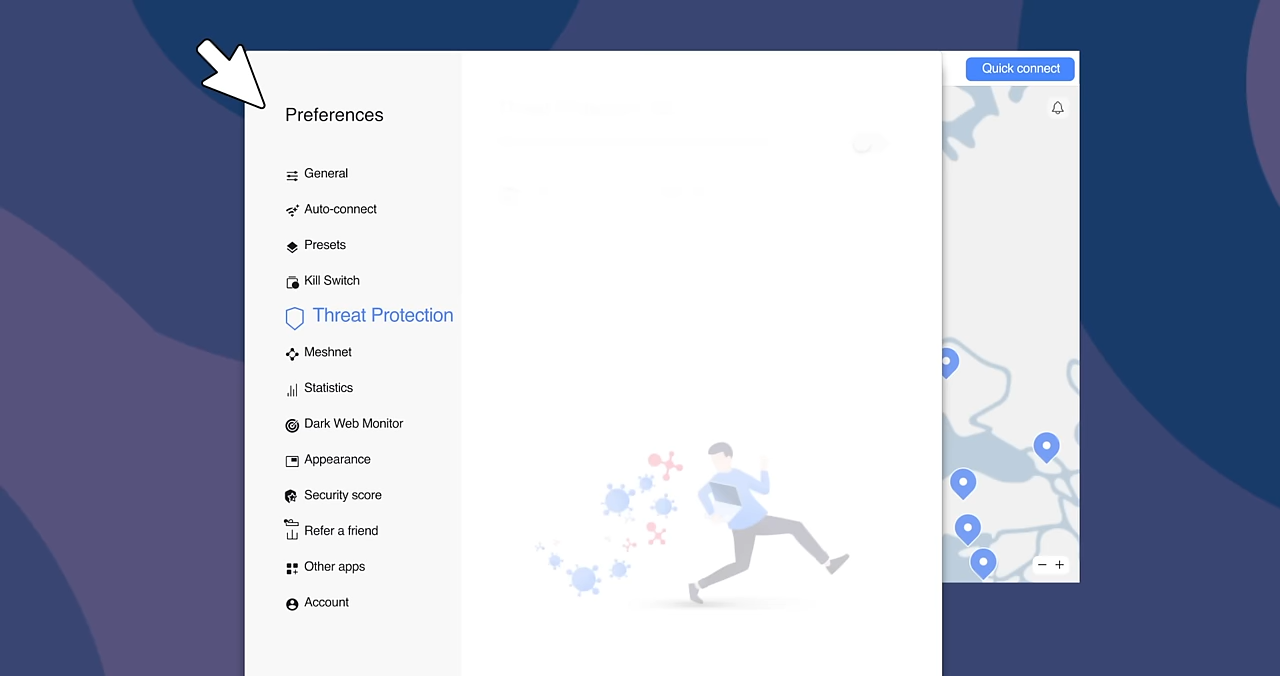 Quick connect
Preferences
General
Auto-connect
Presets
Kill Switch
Threat Protection
Meshnet
Statistics
Dark Web Monitor
Appearance
Security score
Refer a friend
Other apps
Account